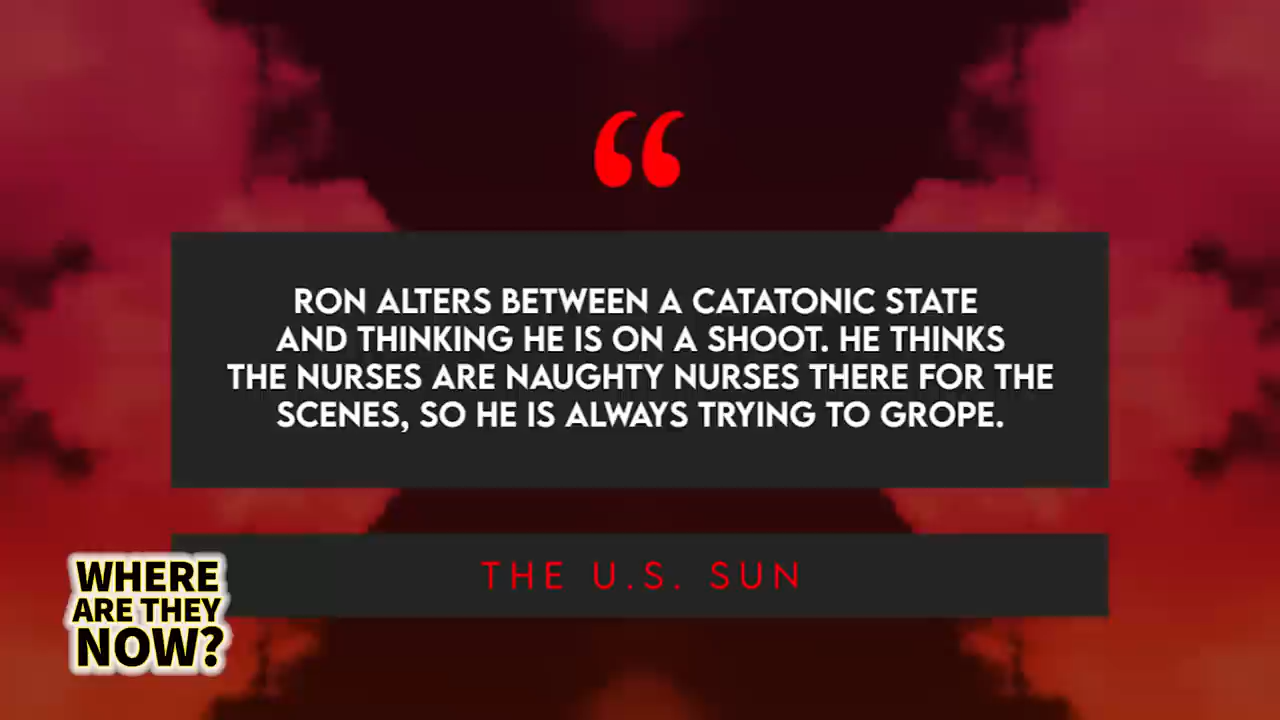 “
RON ALTERS BETWEEN A CATATONIC STATE
AND THINKING HE IS ON A SHOOT. HE THINKS
THE NURSES ARE NAUGHTY NURSES THERE FOR THE
SCENES, SO HE IS ALWAYS TRYING TO GROPE.
THE U.S. SUN
WHERE
ARE THEY
NOW?